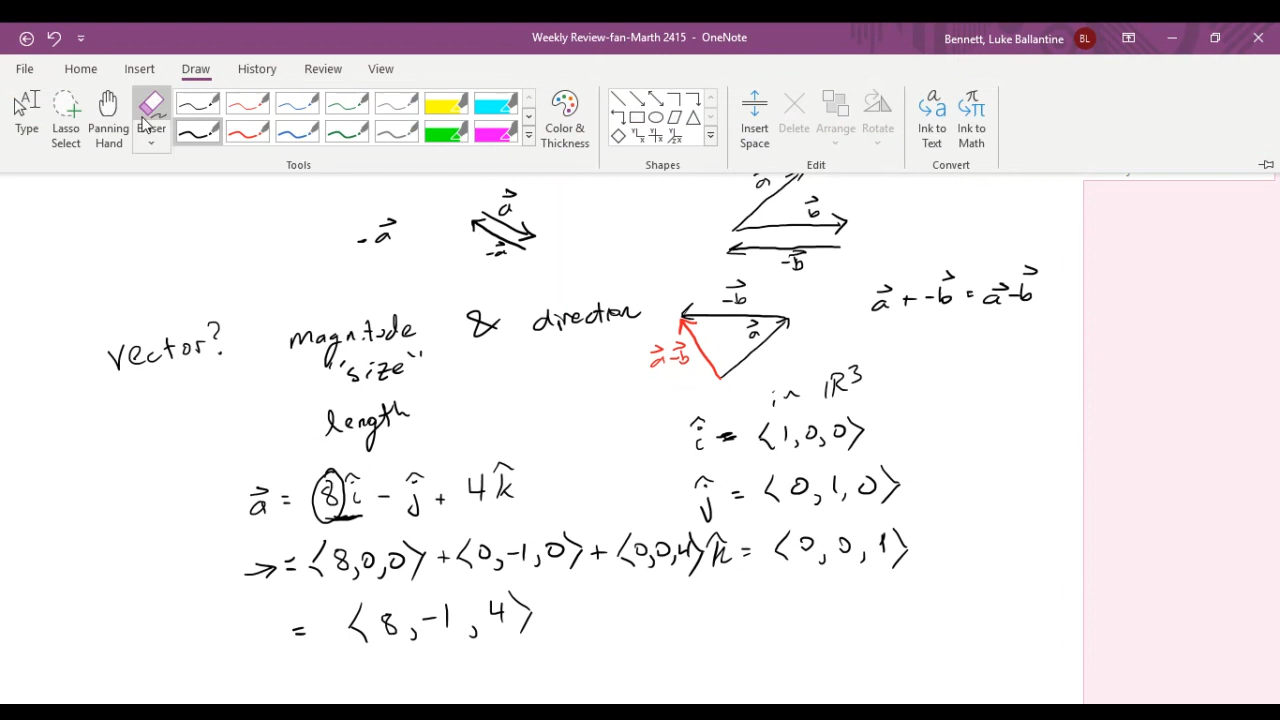 Weekly Review-fan-Marth 2415 - OneNote
Bennett, Luke Ballantine BL
File Home Insert Draw History Review View
Type
Lasso Select
Panning Hand
Eraser
Color & Thickness
Insert Space
Delete
Arrange
Rotate
Ink to Text
Ink to Math
Tools Shapes Edit Convert
-a⃗
a⃗
-a⃗
a⃗
b⃗
-b⃗
a⃗ + -b⃗ = a⃗-b⃗
vector?
magnitude & direction
"size"
length
-b⃗
a⃗
a⃗-b⃗
in ℝ³
î = ⟨1,0,0⟩
a⃗ = 8î - ĵ + 4k̂
ĵ = ⟨0,1,0⟩
→ = ⟨8,0,0⟩ + ⟨0,-1,0⟩ + ⟨0,0,4⟩
k̂ = ⟨0,0,1⟩
= ⟨8,-1,4⟩